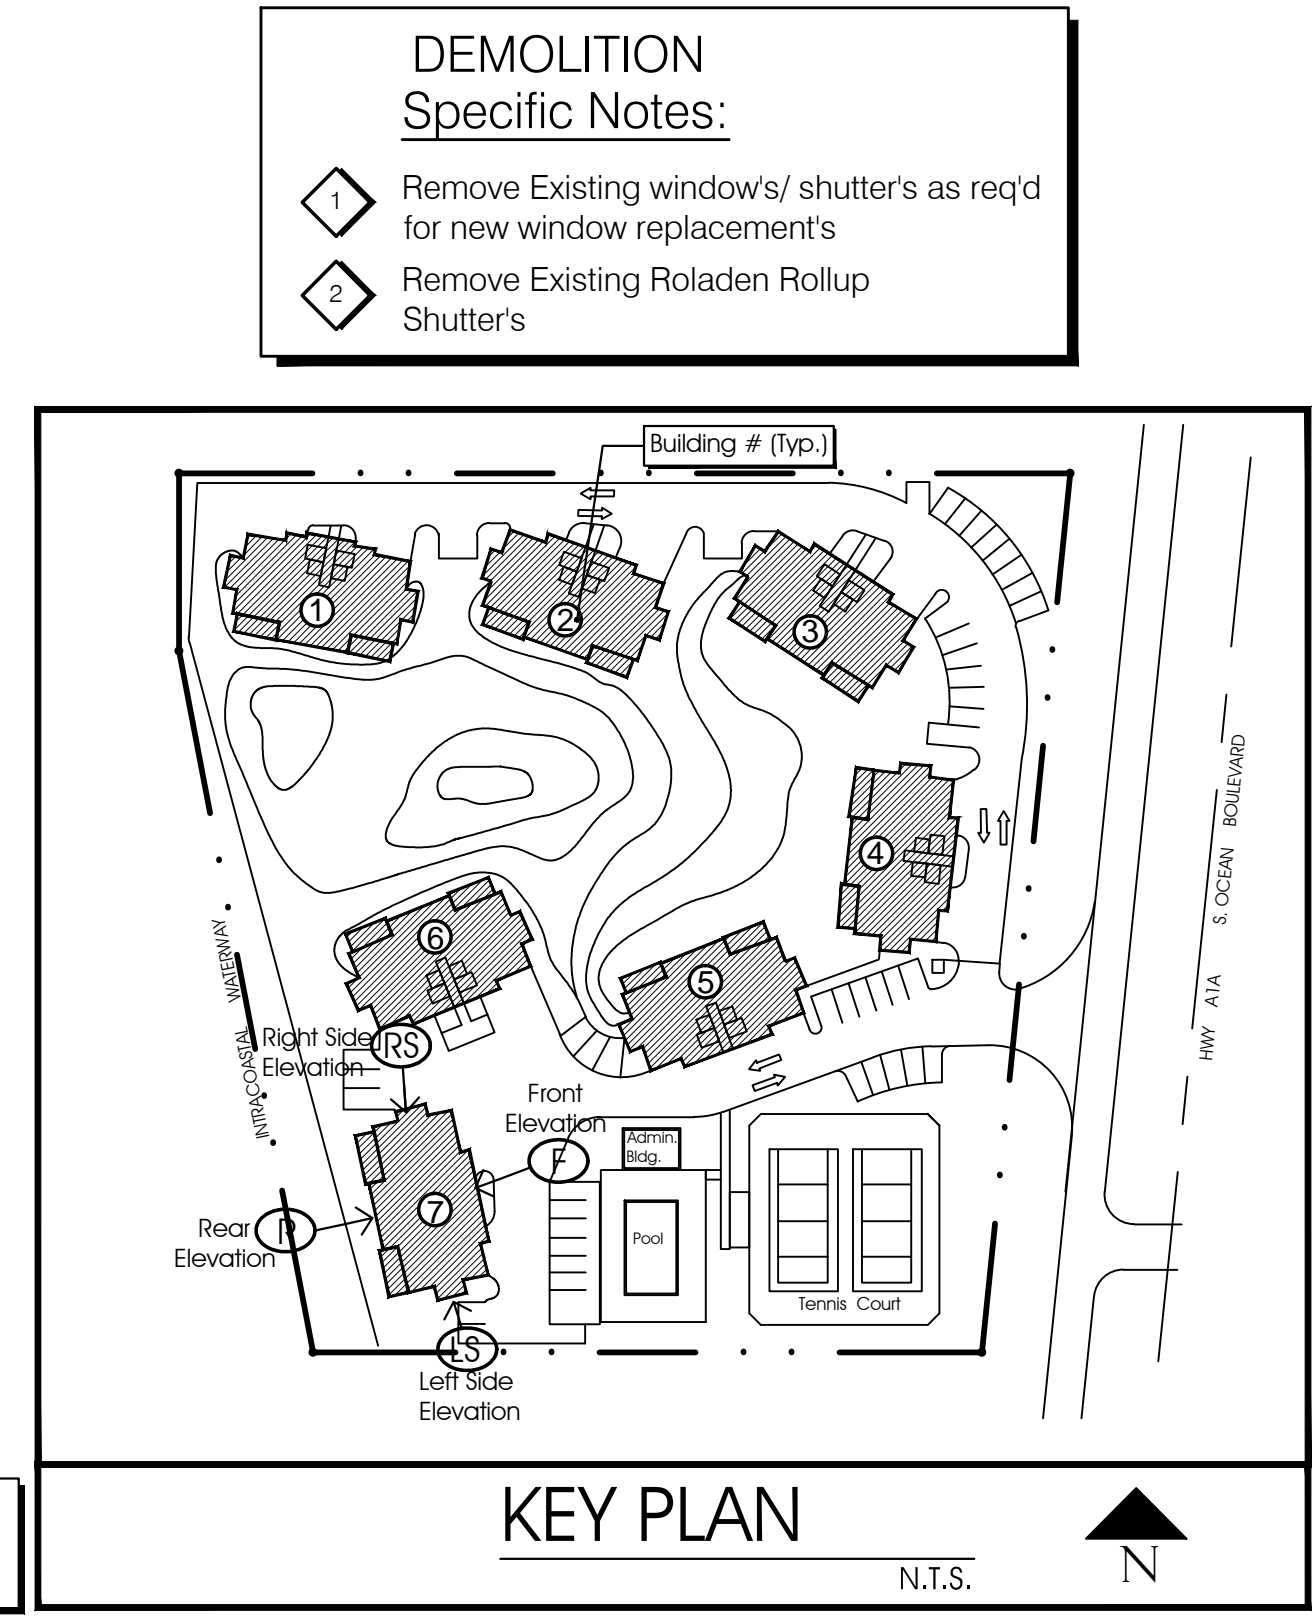 DEMOLITION
Specific Notes:
1
Remove Existing window's/ shutter's as req'd
for new window replacement's
2
Remove Existing Roladen Rollup
Shutter's
Building # (Typ.)
1
2
3
4
5
6
7
INTRACOASTAL WATERWAY
HWY A1A S. OCEAN BOULEVARD
Right Side
Elevation
RS
Front
Elevation
F
Admin.
Bldg.
Pool
Tennis Court
Rear
Elevation
LS
Left Side
Elevation
KEY PLAN
N.T.S.
N